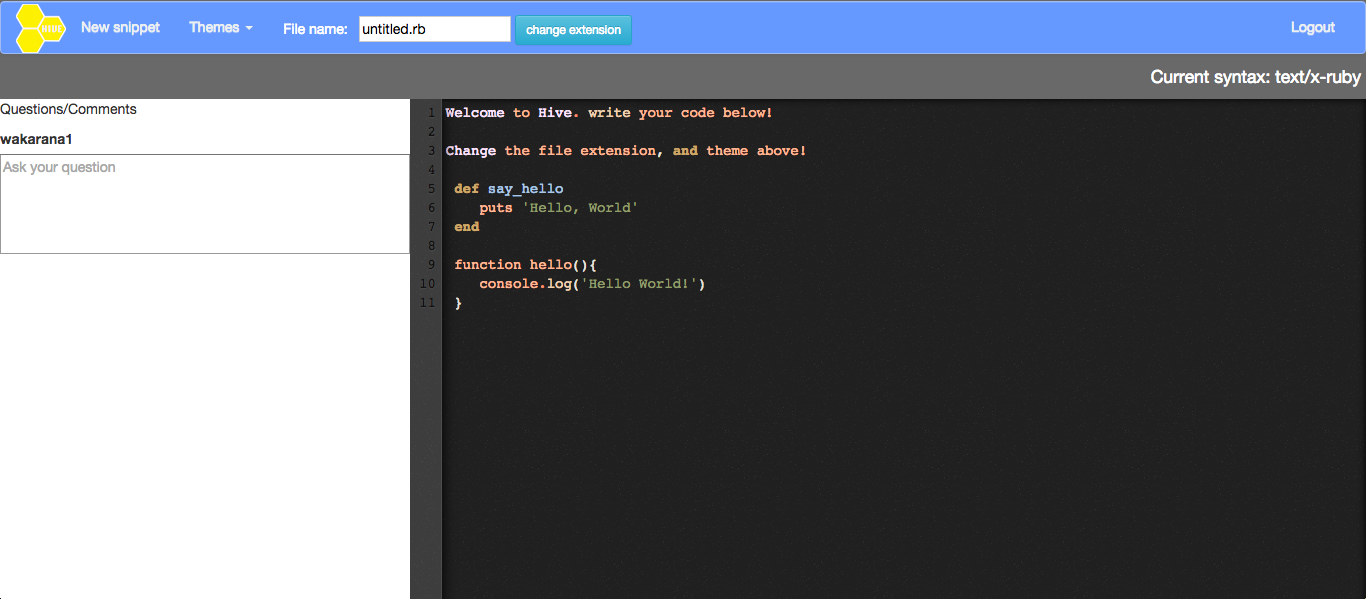 HIVE New snippet Themes File name: untitled.rb change extension Logout
Current syntax: text/x-ruby
Questions/Comments
wakarana1
Ask your question
1 Welcome to Hive. write your code below!
2
3 Change the file extension, and theme above!
4
5 def say_hello
6 puts 'Hello, World'
7 end
8
9 function hello(){
10 console.log('Hello World!')
11 }